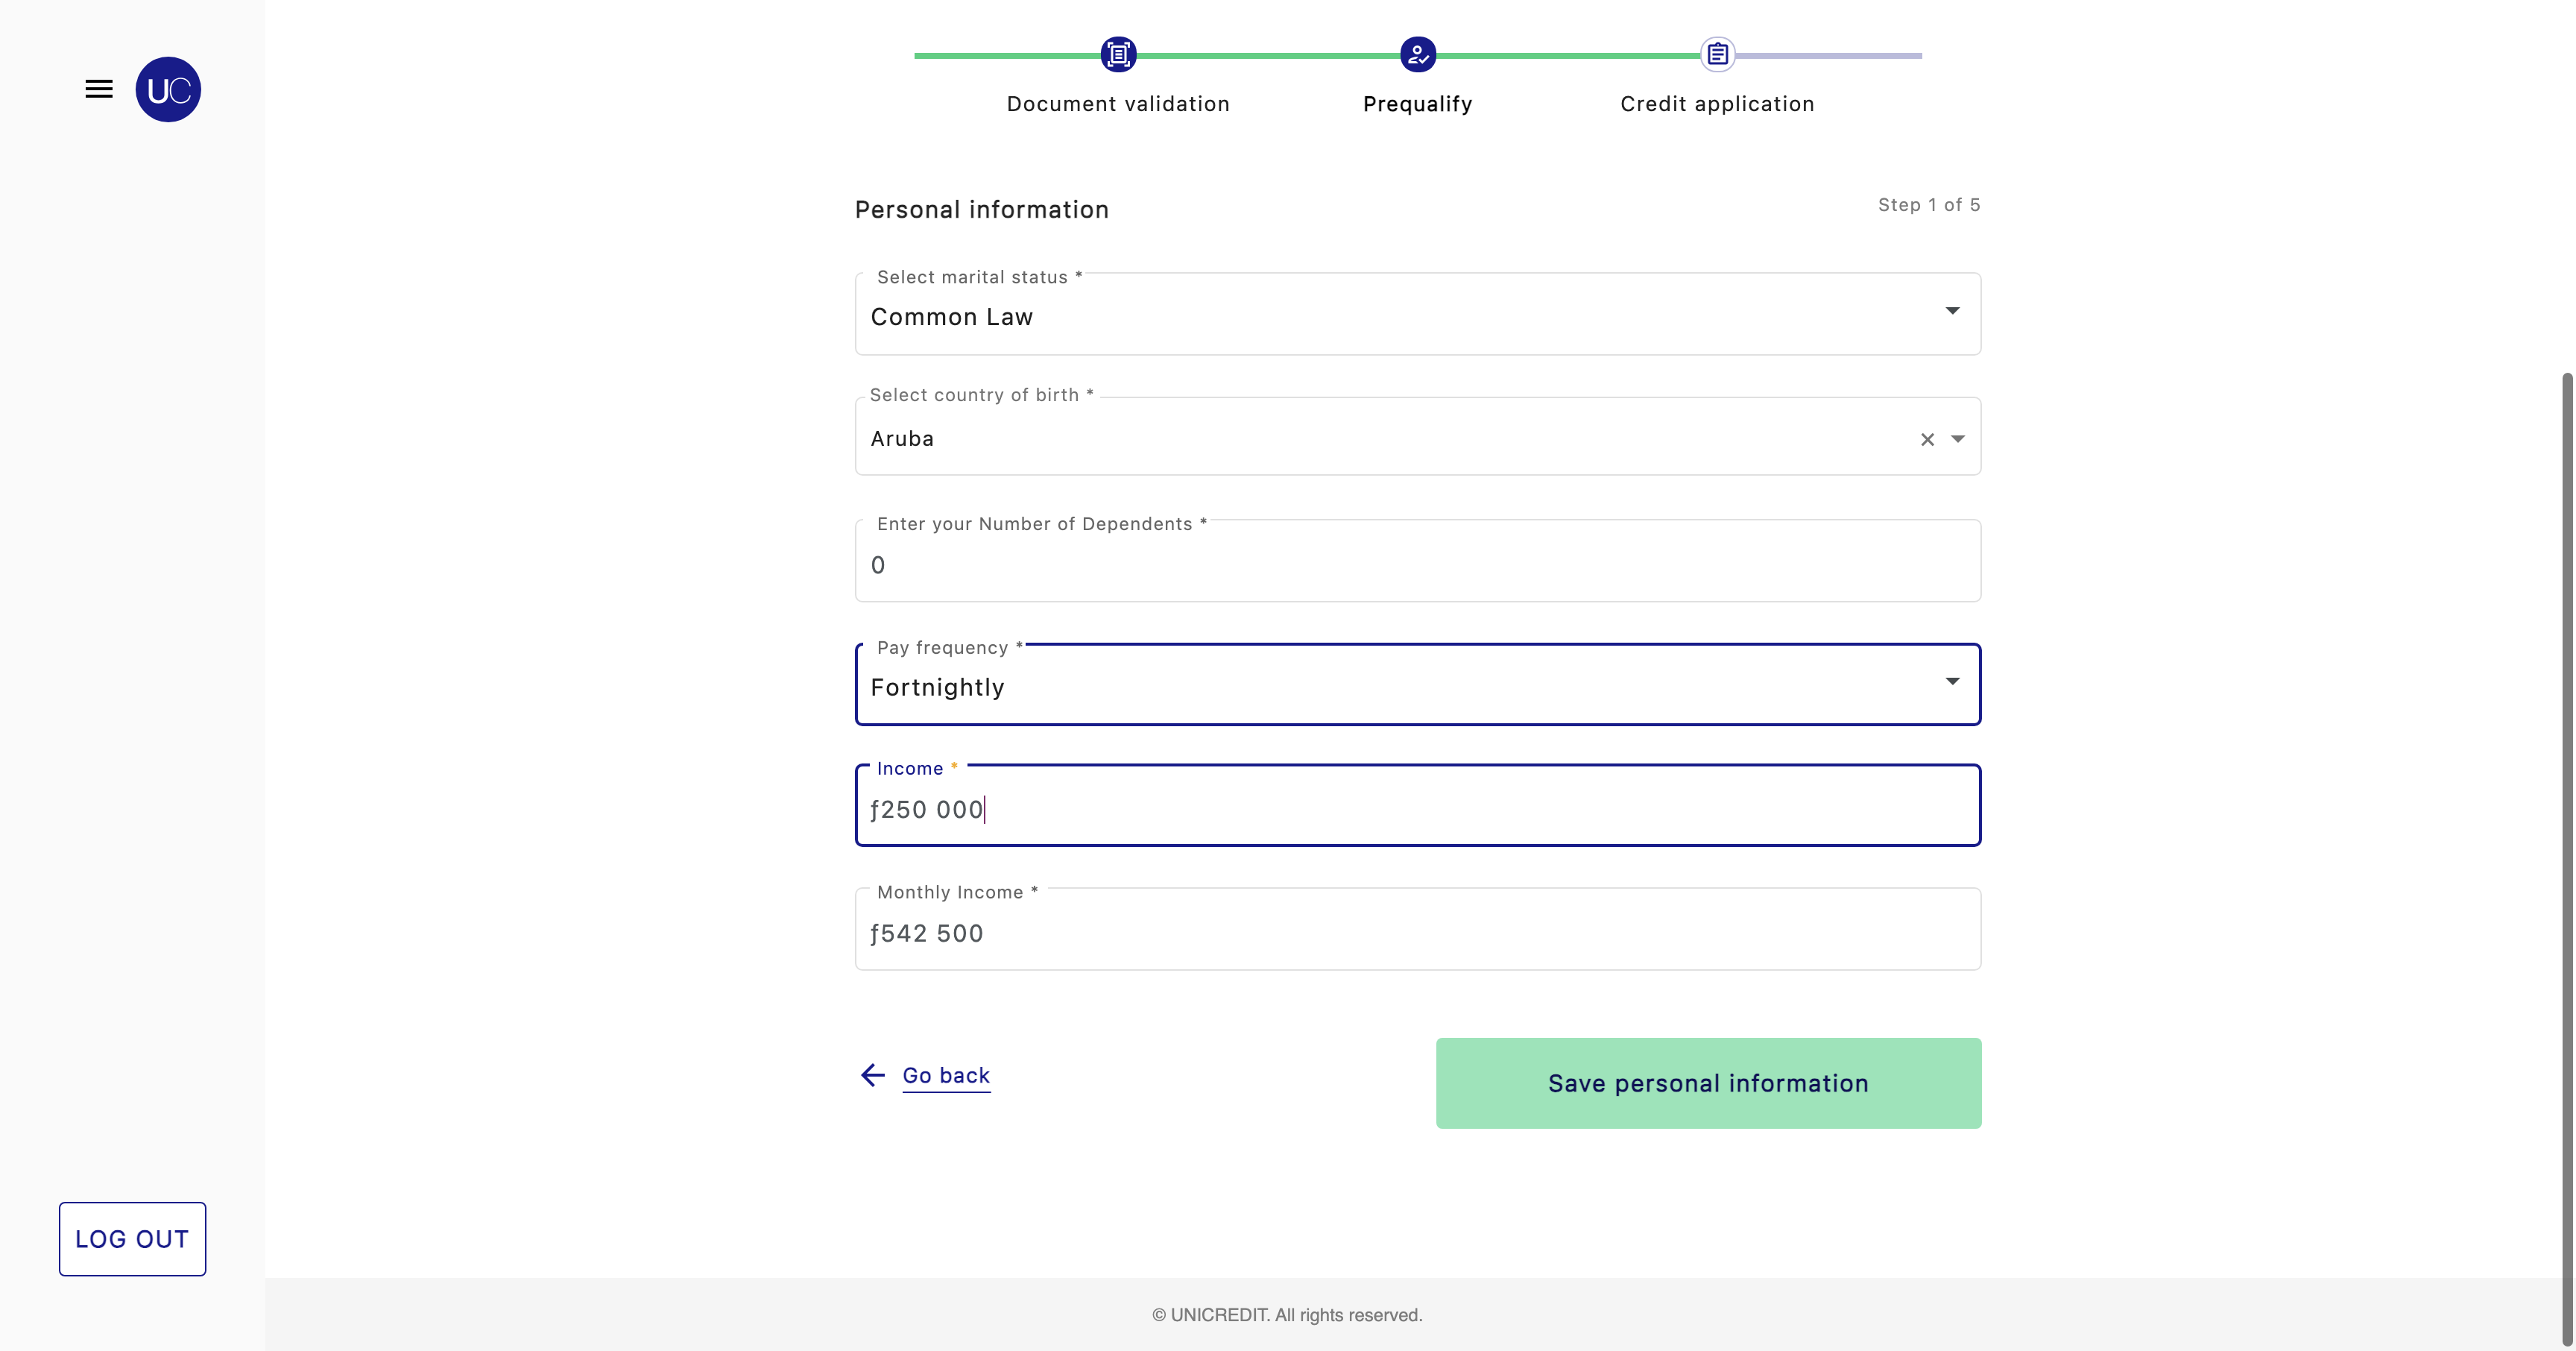 UC
Document validation
Prequalify
Credit application
Personal information
Step 1 of 5
Select marital status *
Common Law
Select country of birth *
Aruba
Enter your Number of Dependents *
0
Pay frequency *
Fortnightly
Income *
ƒ250 000
Monthly Income *
ƒ542 500
Go back
Save personal information
LOG OUT
© UNICREDIT. All rights reserved.